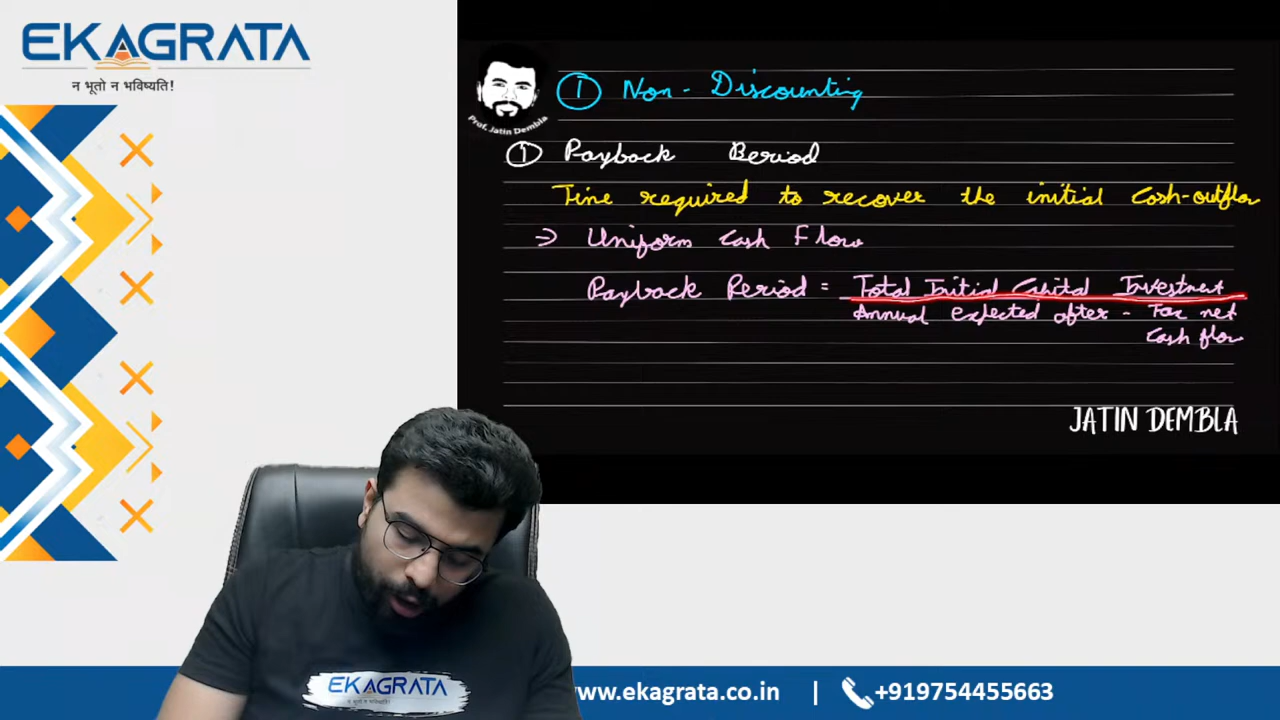 EKAGRATA
न भूतो न भविष्यति!
Prof. Jatin Dembla
① Non - Discounting
① Payback Period
Time required to recover the initial Cash-outflow
⇒ Uniform Cash Flow
Payback Period = Total Initial Capital Investment
Annual expected after - Tax net
Cash flow
JATIN DEMBLA
EKAGRATA
न भूतो न भविष्यति!
www.ekagrata.co.in | +919754455663